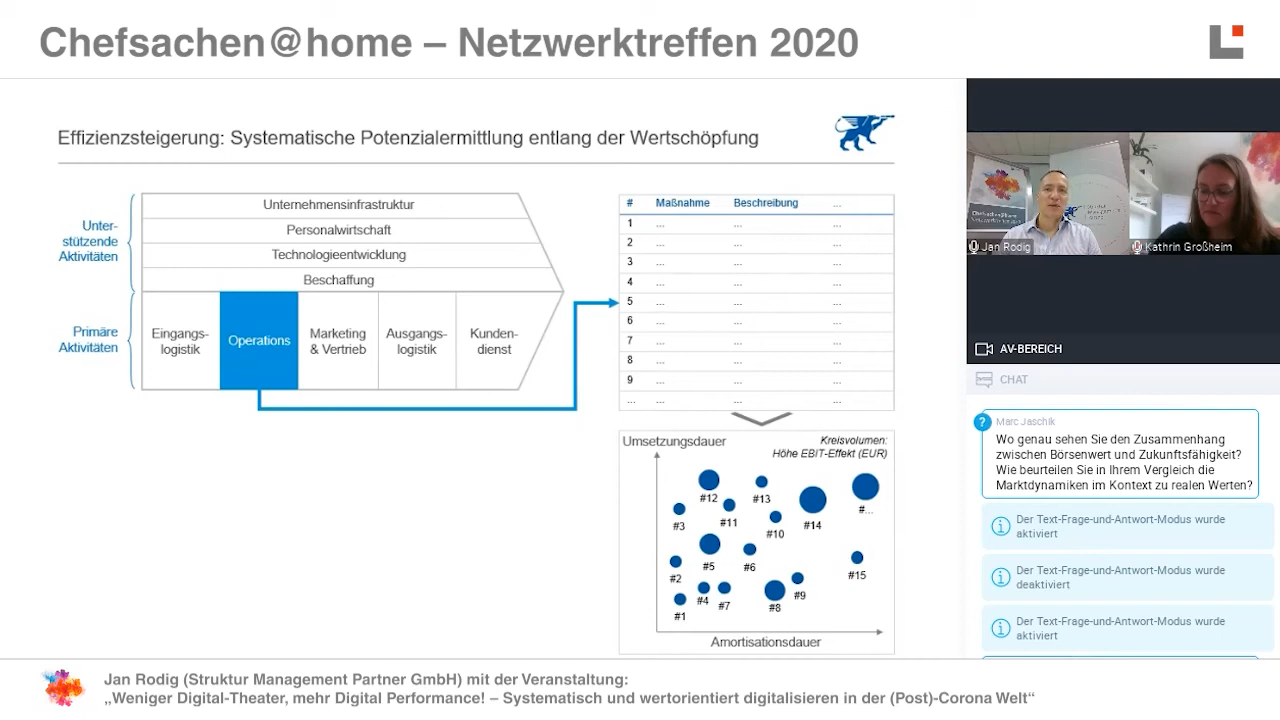 Chefsachen@home – Netzwerktreffen 2020
Effizienzsteigerung: Systematische Potenzialermittlung entlang der Wertschöpfung
Unter-
stützende
Aktivitäten
Unternehmensinfrastruktur
Personalwirtschaft
Technologieentwicklung
Beschaffung
Primäre
Aktivitäten
Eingangs-
logistik
Operations
Marketing
& Vertrieb
Ausgangs-
logistik
Kunden-
dienst
# Maßnahme Beschreibung ...
1 ... ... ...
2 ... ... ...
3 ... ... ...
4 ... ... ...
5 ... ... ...
6 ... ... ...
7 ... ... ...
8 ... ... ...
9 ... ... ...
... ... ... ...
Umsetzungsdauer
Kreisvolumen:
Höhe EBIT-Effekt (EUR)
#12
#13
#14
#...
#3
#11
#10
#5
#6
#15
#2
#4
#7
#8
#9
#1
Amortisationsdauer
Chefsachen@home
Jan Rodig
Kathrin Großheim
AV-BEREICH
CHAT
?
Marc Jaschik
Wo genau sehen Sie den Zusammenhang
zwischen Börsenwert und Zukunftsfähigkeit?
Wie beurteilen Sie in Ihrem Vergleich die
Marktdynamiken im Kontext zu realen Werten?
Der Text-Frage-und-Antwort-Modus wurde
aktiviert
Der Text-Frage-und-Antwort-Modus wurde
deaktiviert
Der Text-Frage-und-Antwort-Modus wurde
aktiviert
Jan Rodig (Struktur Management Partner GmbH) mit der Veranstaltung:
„Weniger Digital-Theater, mehr Digital Performance! – Systematisch und wertorientiert digitalisieren in der (Post)-Corona Welt“